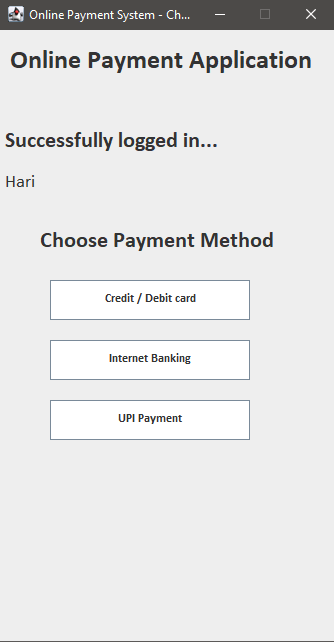 Online Payment System - Ch...
Online Payment Application
Successfully logged in...
Hari
Choose Payment Method
Credit / Debit card
Internet Banking
UPI Payment